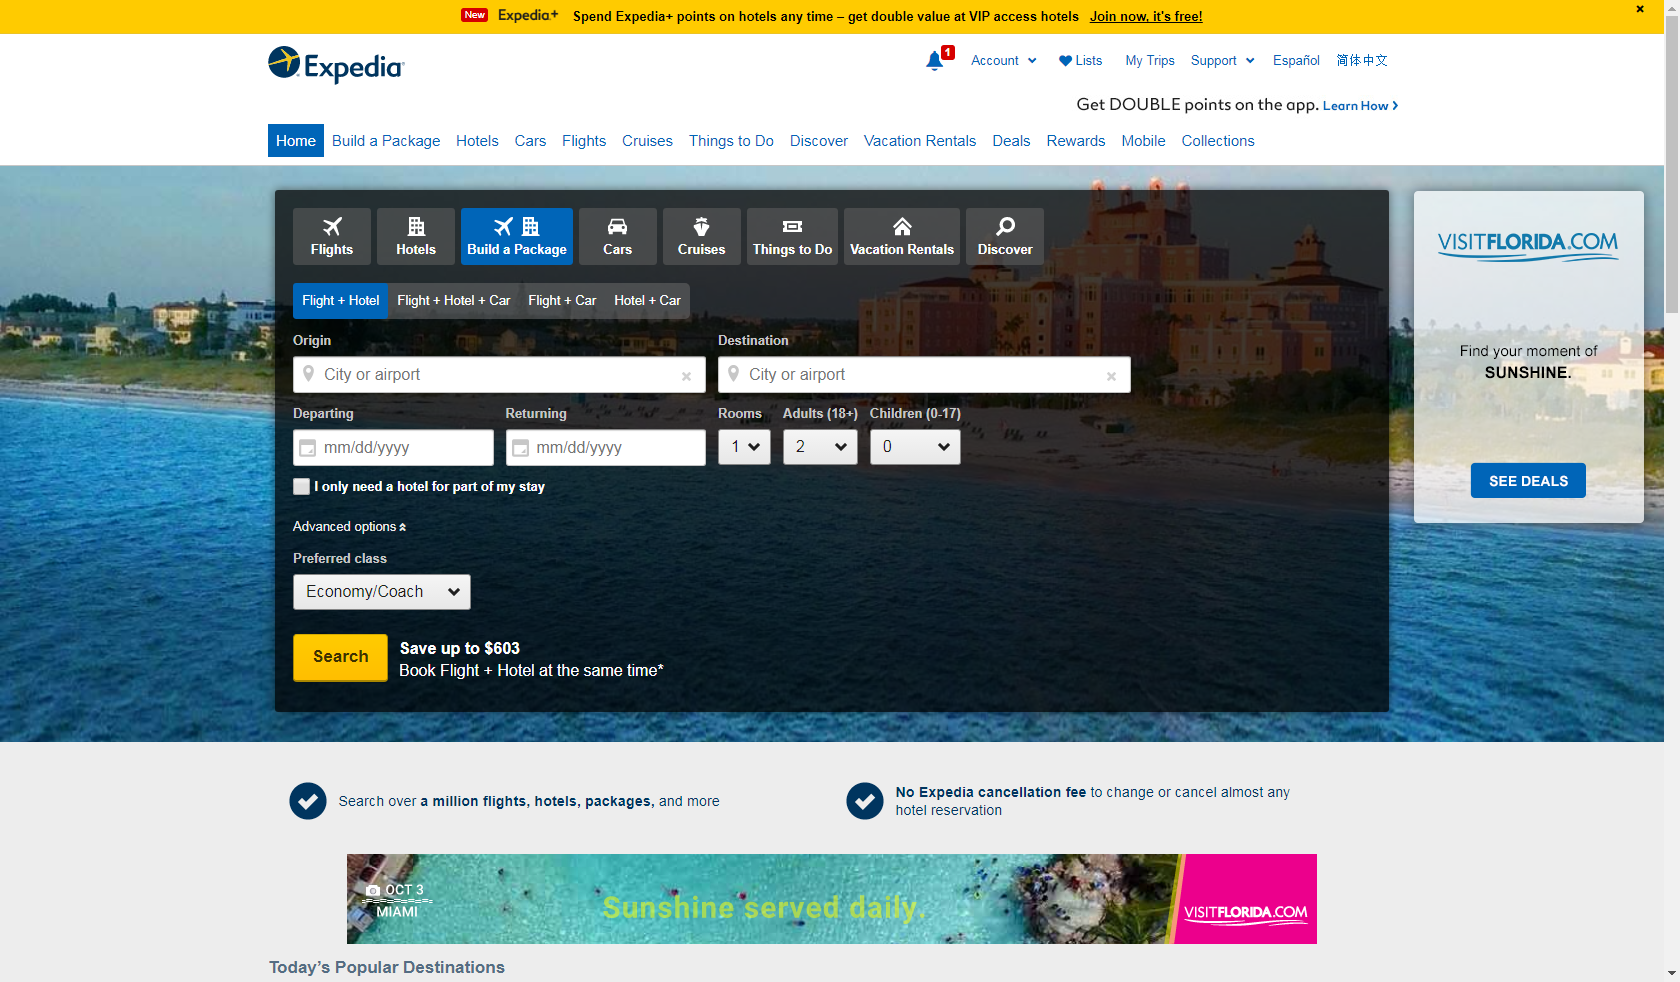 New Expedia+ Spend Expedia+ points on hotels any time – get double value at VIP access hotels Join now, it's free!
Expedia
1 Account Lists My Trips Support Español 简体中文
Get DOUBLE points on the app. Learn How >
Home Build a Package Hotels Cars Flights Cruises Things to Do Discover Vacation Rentals Deals Rewards Mobile Collections
Flights Hotels Build a Package Cars Cruises Things to Do Vacation Rentals Discover
Flight + Hotel Flight + Hotel + Car Flight + Car Hotel + Car
Origin Destination
City or airport City or airport
Departing Returning Rooms Adults (18+) Children (0-17)
mm/dd/yyyy mm/dd/yyyy 1 2 0
I only need a hotel for part of my stay
Advanced options
Preferred class
Economy/Coach
Search
Save up to $603
Book Flight + Hotel at the same time*
VISITFLORIDA.COM
Find your moment of
SUNSHINE.
SEE DEALS
Search over a million flights, hotels, packages, and more
No Expedia cancellation fee to change or cancel almost any
hotel reservation
OCT 3
MIAMI
Sunshine served daily.
VISITFLORIDA.COM
Today's Popular Destinations